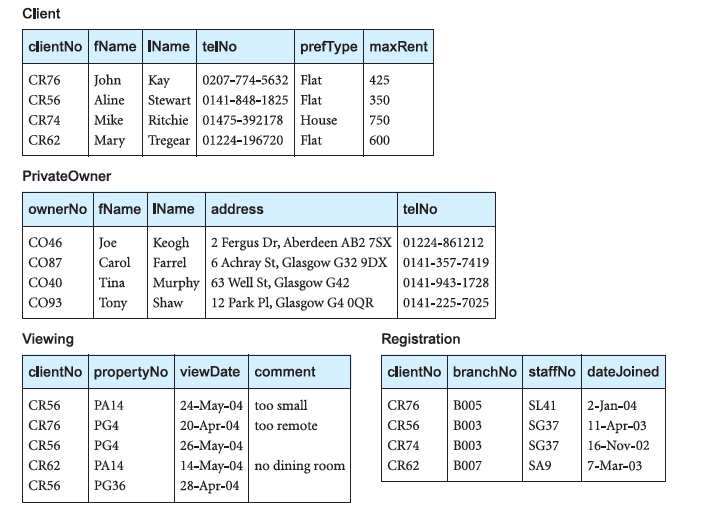 Client
clientNo fName lName telNo prefType maxRent
CR76 John Kay 0207-774-5632 Flat 425
CR56 Aline Stewart 0141-848-1825 Flat 350
CR74 Mike Ritchie 01475-392178 House 750
CR62 Mary Tregear 01224-196720 Flat 600
PrivateOwner
ownerNo fName lName address telNo
CO46 Joe Keogh 2 Fergus Dr, Aberdeen AB2 7SX 01224-861212
CO87 Carol Farrel 6 Achray St, Glasgow G32 9DX 0141-357-7419
CO40 Tina Murphy 63 Well St, Glasgow G42 0141-943-1728
CO93 Tony Shaw 12 Park Pl, Glasgow G4 0QR 0141-225-7025
Viewing
clientNo propertyNo viewDate comment
CR56 PA14 24-May-04 too small
CR76 PG4 20-Apr-04 too remote
CR56 PG4 26-May-04
CR62 PA14 14-May-04 no dining room
CR56 PG36 28-Apr-04
Registration
clientNo branchNo staffNo dateJoined
CR76 B005 SL41 2-Jan-04
CR56 B003 SG37 11-Apr-03
CR74 B003 SG37 16-Nov-02
CR62 B007 SA9 7-Mar-03